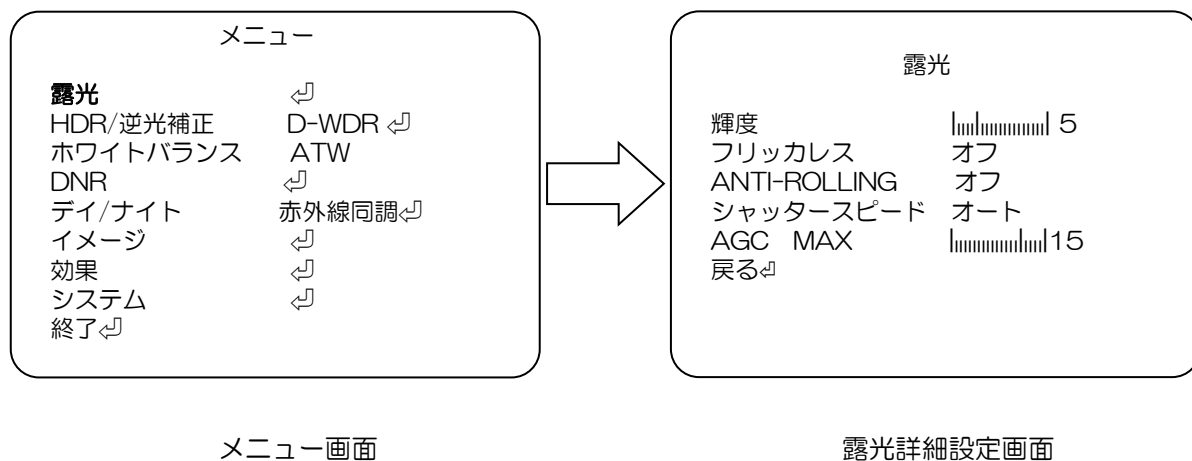 メニュー
露光 ⏎
HDR/逆光補正 D-WDR ⏎
ホワイトバランス ATW
DNR ⏎
デイ/ナイト 赤外線同調⏎
イメージ ⏎
効果 ⏎
システム ⏎
終了⏎
メニュー画面
露光
輝度 5
フリッカレス オフ
ANTI-ROLLING オフ
シャッタースピード オート
AGC MAX 15
戻る⏎
露光詳細設定画面